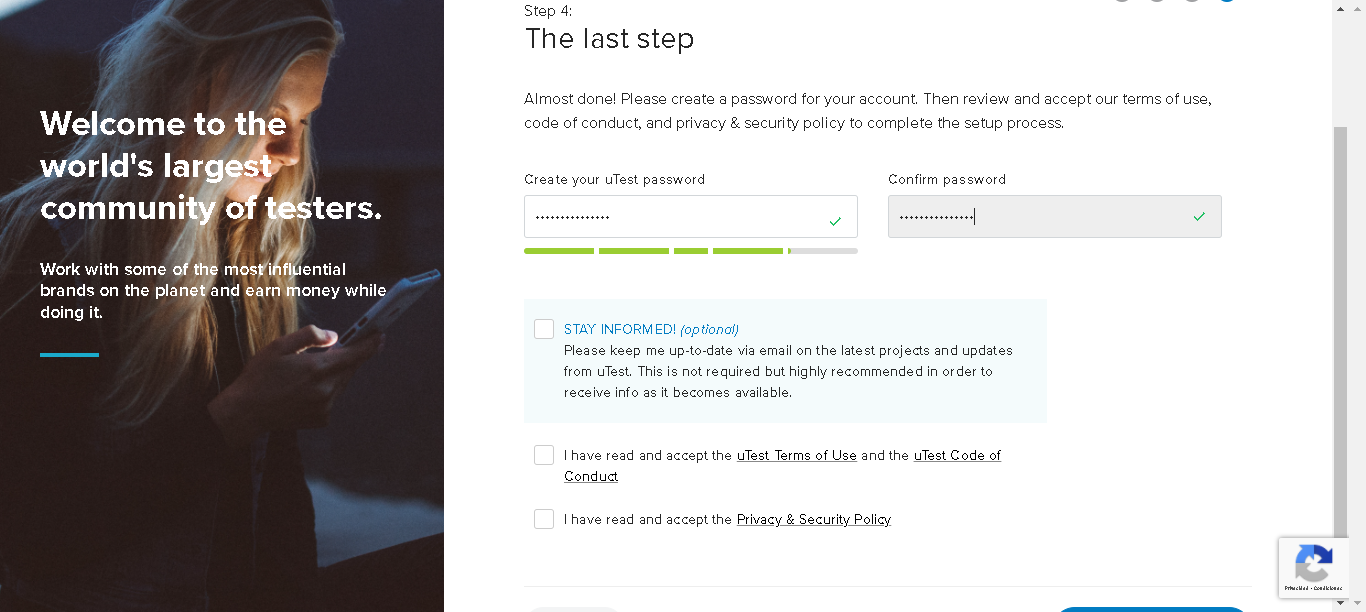 Step 4:
The last step
Welcome to the
world's largest
community of testers.
Work with some of the most influential
brands on the planet and earn money while
doing it.
Almost done! Please create a password for your account. Then review and accept our terms of use,
code of conduct, and privacy & security policy to complete the setup process.
Create your uTest password
Confirm password
STAY INFORMED! (optional)
Please keep me up-to-date via email on the latest projects and updates
from uTest. This is not required but highly recommended in order to
receive info as it becomes available.
I have read and accept the uTest Terms of Use and the uTest Code of
Conduct
I have read and accept the Privacy & Security Policy
Privacidad - Condiciones